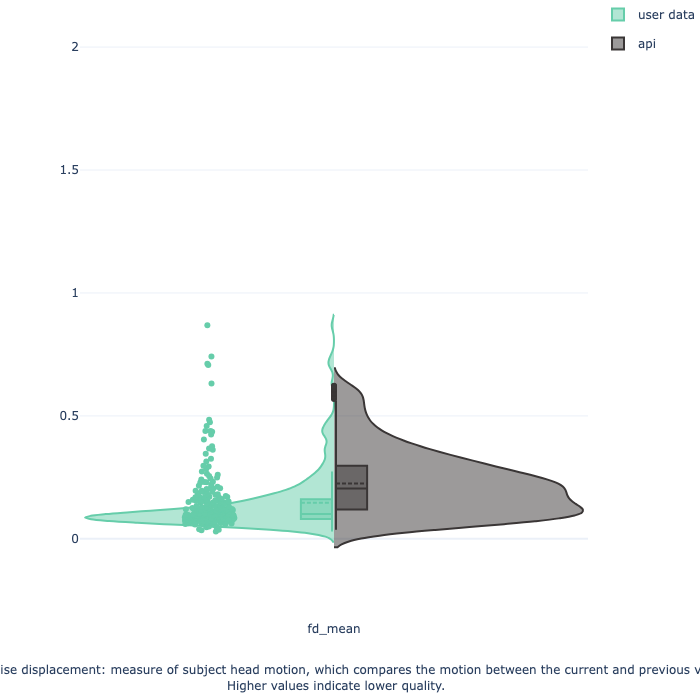 user data
api
2
1.5
1
0.5
0
fd_mean
displacement: measure of subject head motion, which compares the motion between the current and previous
Higher values indicate lower quality.